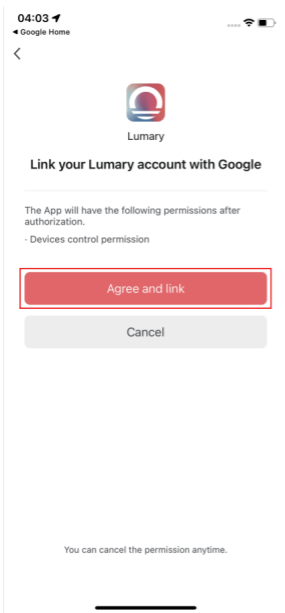 04:03
◀ Google Home
Lumary
Link your Lumary account with Google
The App will have the following permissions after
authorization.
· Devices control permission
Agree and link
Cancel
You can cancel the permission anytime.